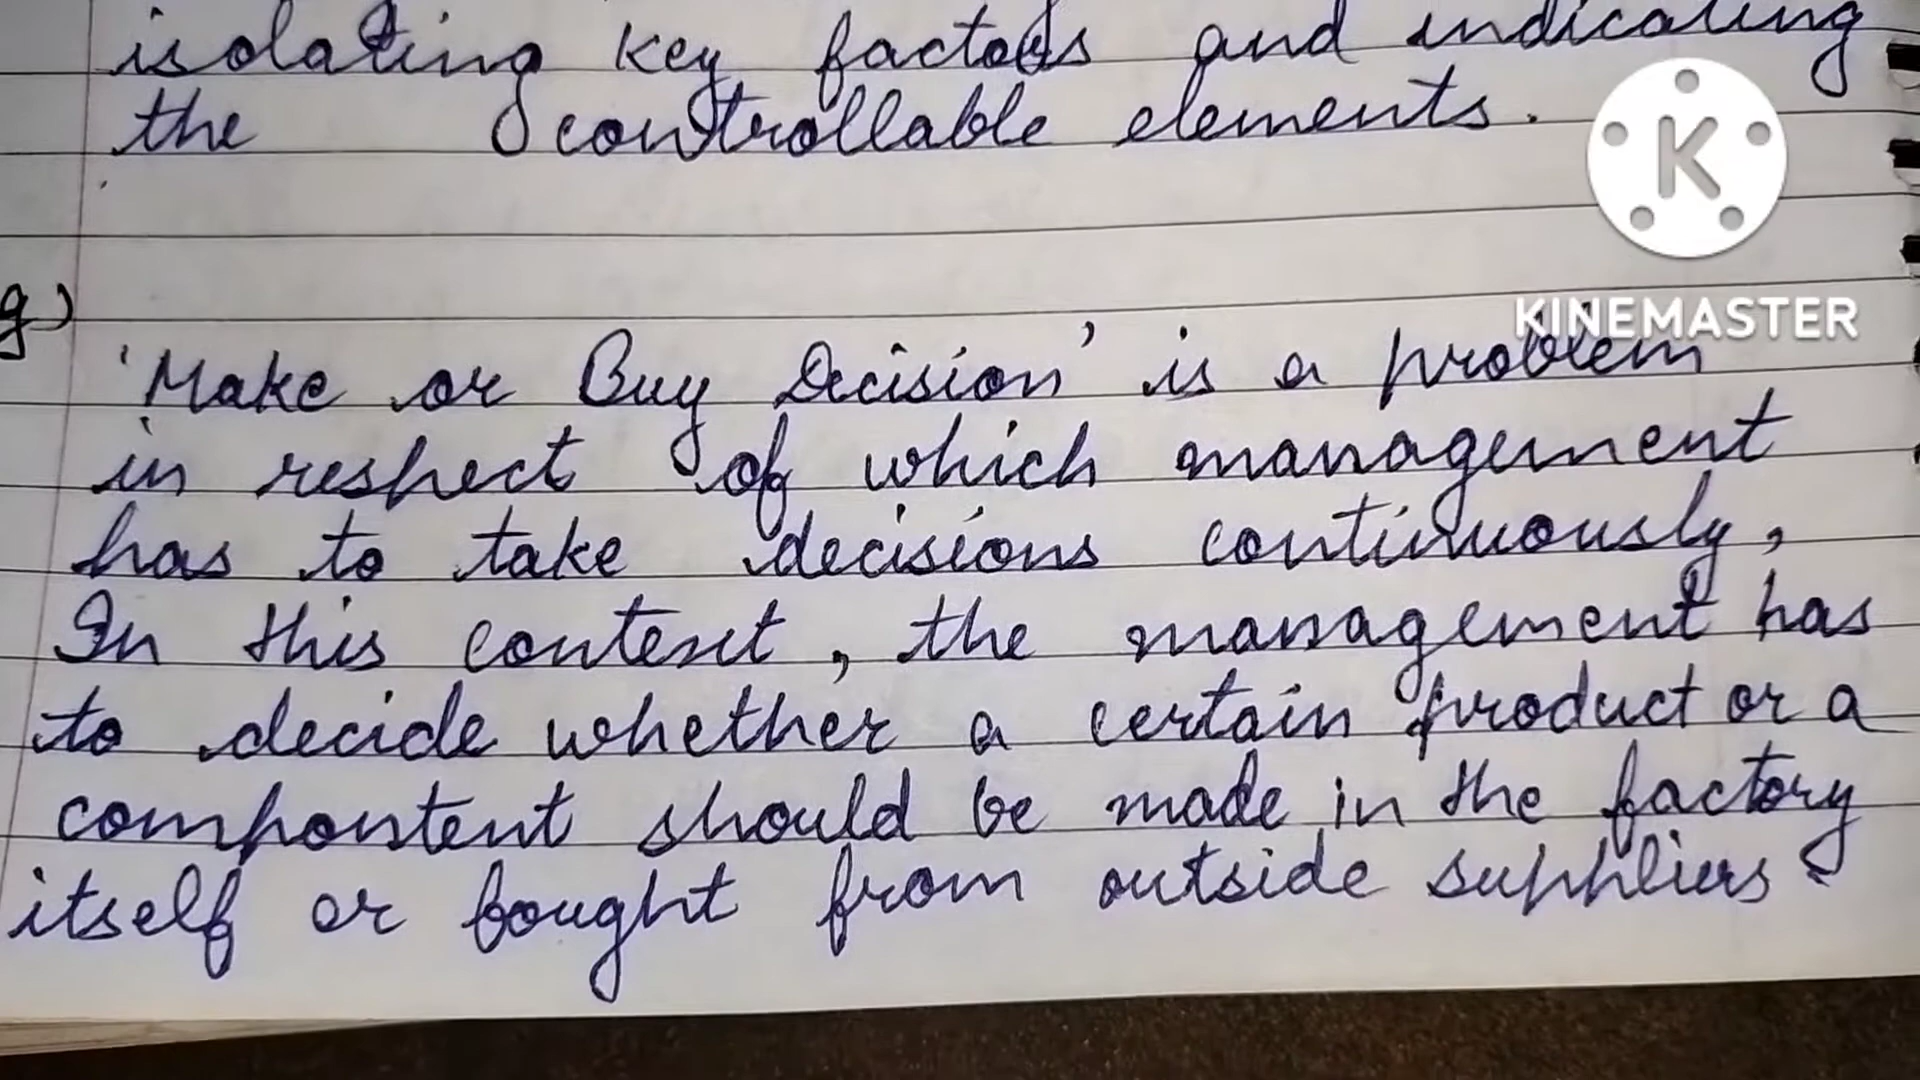 isolating key factors and indicating
the controllable elements.
K
KINEMASTER
g)
'Make or Buy Decision' is a problem
in respect of which management
has to take decisions continuously,
In this context, the management has
to decide whether a certain product or a
compontent should be made in the factory
itself or bought from outside suppliers.